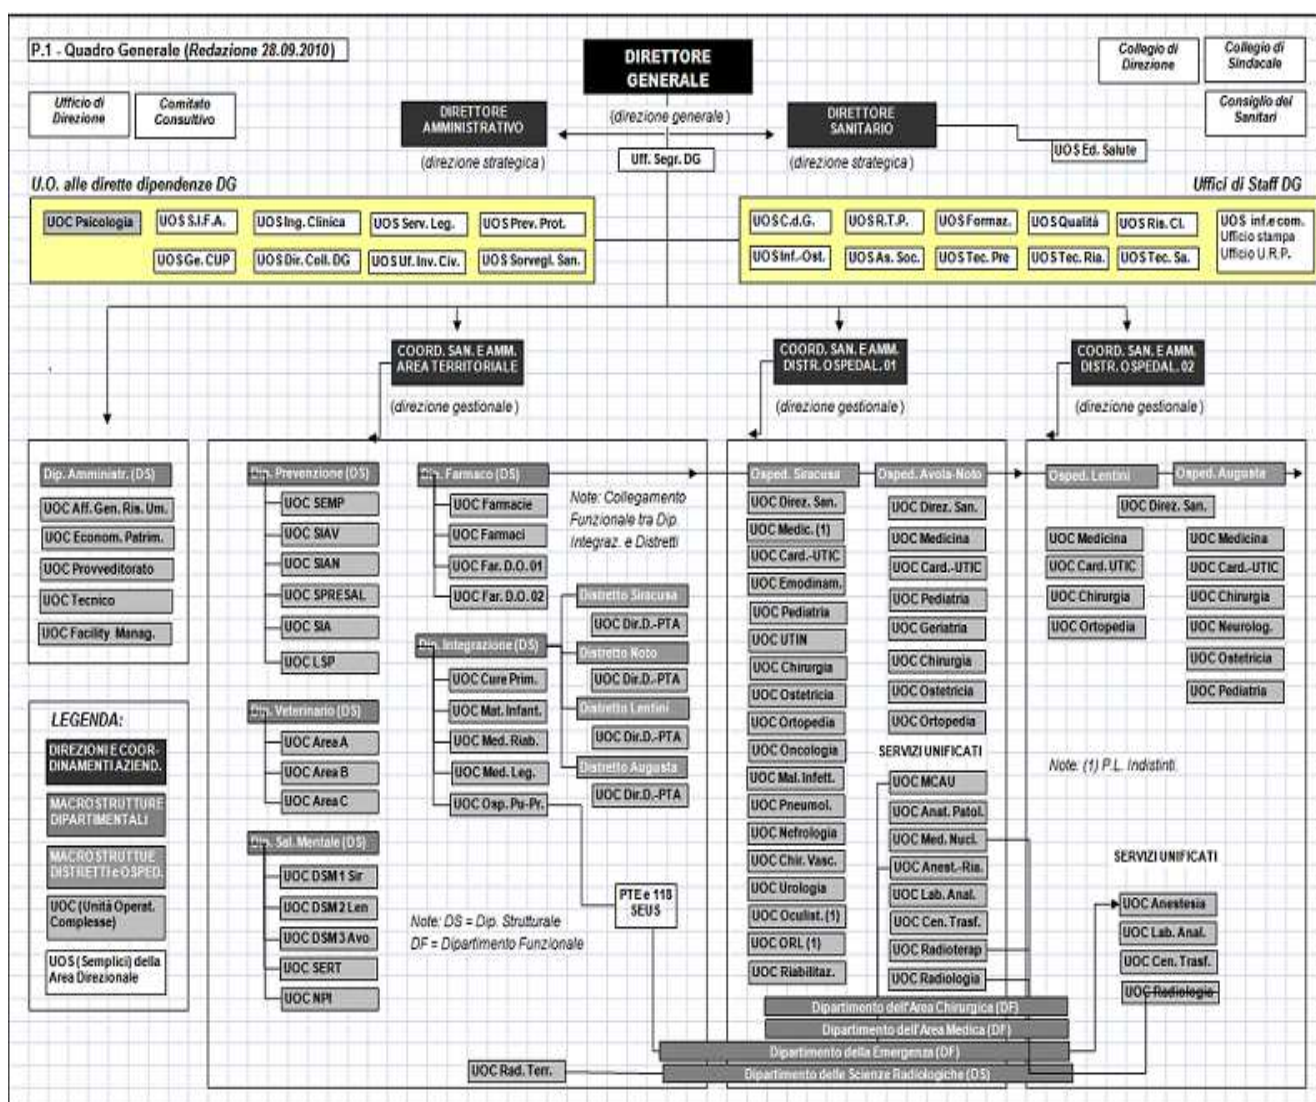 P.1 - Quadro Generale (Redazione 28.09.2010)
DIRETTORE
GENERALE
(direzione generale)
Collegio di
Direzione
Collegio di
Sindacale
Consiglio dei
Sanitari
Ufficio di
Direzione
Comitato
Consultivo
DIRETTORE
AMMINISTRATIVO
(direzione strategica)
Uff. Segr. DG
DIRETTORE
SANITARIO
(direzione strategica)
UOS Ed. Salute
U.O. alle dirette dipendenze DG
UOC Psicologia
UOS S.I.F.A.
UOS Ing. Clinica
UOS Serv. Leg.
UOS Prev. Prot.
UOS Ge. CUP
UOS Dir. Coll. DG
UOS Uf. Inv. Civ.
UOS Sorvegl. San.
Uffici di Staff DG
UOS C.d.G.
UOS R.T.P.
UOS Formaz.
UOS Qualità
UOS Ris. Cl.
UOS inf.e com.
Ufficio stampa
Ufficio U.R.P.
UOS Inf.-Ost.
UOS As. Soc.
UOS Tec. Pre
UOS Tec. Ria.
UOS Tec. Sa.
COORD. SAN. E AMM.
AREA TERRITORIALE
(direzione gestionale)
COORD. SAN. E AMM.
DISTR. OSPEDAL. 01
(direzione gestionale)
COORD. SAN. E AMM.
DISTR. OSPEDAL. 02
(direzione gestionale)
Dip. Amministr. (DS)
UOC Aff. Gen. Ris. Um.
UOC Econom. Patrim.
UOC Provveditorato
UOC Tecnico
UOC Facility. Manag.
LEGENDA:
DIREZIONI E COOR-
DINAMENTI AZIEND.
MACROSTRUTTURE
DIPARTIMENTALI
MACROSTRUTTUE
DISTRETTI e OSPED.
UOC (Unità Operat.
Complesse)
UOS (Semplici) della
Area Direzionale
Dip. Prevenzione (DS)
UOC SEMP
UOC SIAV
UOC SIAN
UOC SPRESAL
UOC SIA
UOC LSP
Dip. Veterinario (DS)
UOC Area A
UOC Area B
UOC Area C
Dip. Sal. Mentale (DS)
UOC DSM 1 Sir
UOC DSM 2 Len
UOC DSM 3 Avo
UOC SERT
UOC NPI
Dip. Farmaco (DS)
UOC Farmacie
UOC Farmaci
UOC Far. D.O. 01
UOC Far. D.O. 02
Dip. Integrazione (DS)
UOC Cure Prim.
UOC Mat. Infant.
UOC Med. Riab.
UOC Med. Leg.
UOC Osp. Pu-Pr.
Note: Collegamento
Funzionale tra Dip.
Integraz. e Distretti
Distretto Siracusa
UOC Dir.D.-PTA
Distretto Noto
UOC Dir.D.-PTA
Distretto Lentini
UOC Dir.D.-PTA
Distretto Augusta
UOC Dir.D.-PTA
PTE e 118
SEUS
Note: DS = Dip. Strutturale
DF = Dipartimento Funzionale
UOC Rad. Terr.
Osped. Siracusa
UOC Direz. San.
UOC Medic. (1)
UOC Card.-UTIC
UOC Emodinam.
UOC Pediatria
UOC UTIN
UOC Chirurgia
UOC Ostetricia
UOC Ortopedia
UOC Oncologia
UOC Mal. Infett.
UOC Pneumol.
UOC Nefrologia
UOC Chir. Vasc.
UOC Urologia
UOC Oculist. (1)
UOC ORL (1)
UOC Riabilitaz.
Osped. Avola-Noto
UOC Direz. San.
UOC Medicina
UOC Card.-UTIC
UOC Pediatria
UOC Geriatria
UOC Chirurgia
UOC Ostetricia
UOC Ortopedia
SERVIZI UNIFICATI
UOC MCAU
UOC Anat. Patol.
UOC Med. Nucl.
UOC Anest.-Ria.
UOC Lab. Anal.
UOC Cen. Trasf.
UOC Radioterap
UOC Radiologia
Osped. Lentini
Osped. Augusta
UOC Direz. San.
UOC Medicina
UOC Card. UTIC
UOC Chirurgia
UOC Ortopedia
UOC Medicina
UOC Card.-UTIC
UOC Chirurgia
UOC Neurolog.
UOC Ostetricia
UOC Pediatria
Note: (1) P.L. Indistinti.
SERVIZI UNIFICATI
UOC Anestesia
UOC Lab. Anal.
UOC Cen. Trasf.
UOC Radiologia
Dipartimento dell'Area Chirurgica (DF)
Dipartimento dell'Area Medica (DF)
Dipartimento della Emergenza (DF)
Dipartimento delle Scienze Radiologiche (DS)